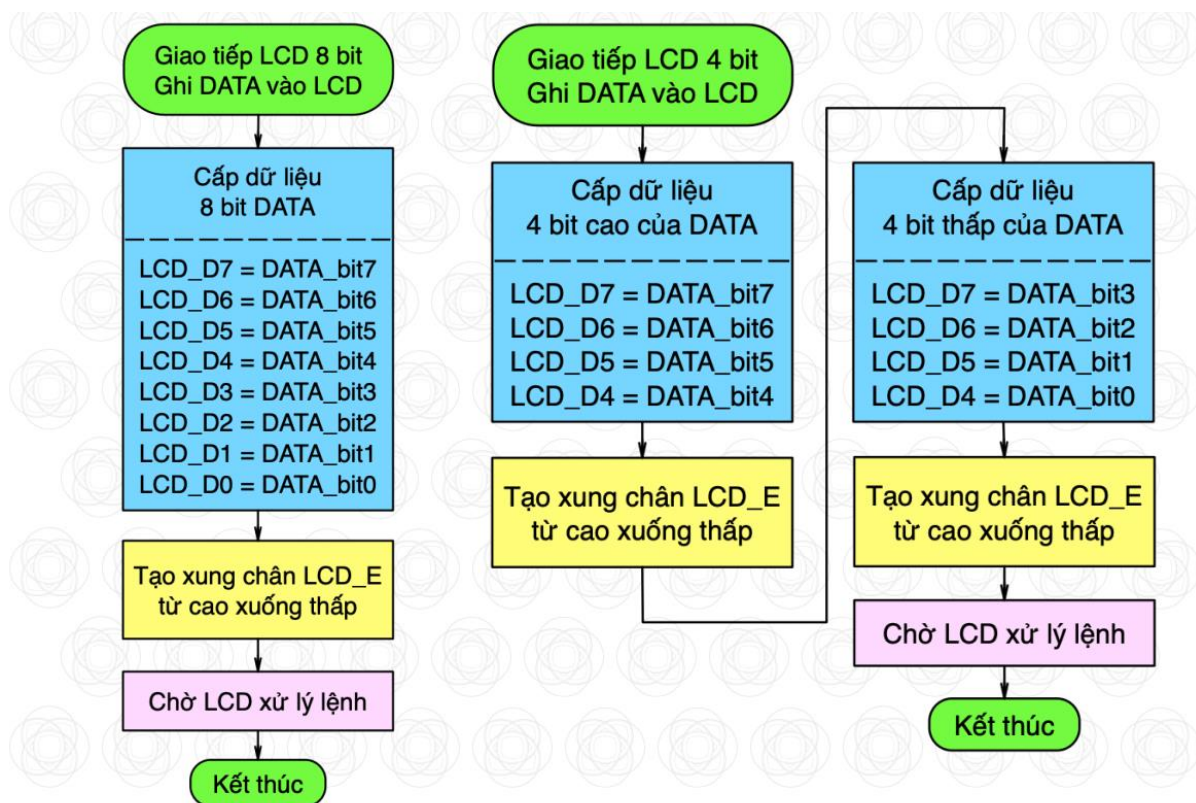 Giao tiếp LCD 8 bit
Ghi DATA vào LCD
Cấp dữ liệu
8 bit DATA
LCD_D7 = DATA_bit7
LCD_D6 = DATA_bit6
LCD_D5 = DATA_bit5
LCD_D4 = DATA_bit4
LCD_D3 = DATA_bit3
LCD_D2 = DATA_bit2
LCD_D1 = DATA_bit1
LCD_D0 = DATA_bit0
Tạo xung chân LCD_E
từ cao xuống thấp
Chờ LCD xử lý lệnh
Kết thúc
Giao tiếp LCD 4 bit
Ghi DATA vào LCD
Cấp dữ liệu
4 bit cao của DATA
LCD_D7 = DATA_bit7
LCD_D6 = DATA_bit6
LCD_D5 = DATA_bit5
LCD_D4 = DATA_bit4
Tạo xung chân LCD_E
từ cao xuống thấp
Cấp dữ liệu
4 bit thấp của DATA
LCD_D7 = DATA_bit3
LCD_D6 = DATA_bit2
LCD_D5 = DATA_bit1
LCD_D4 = DATA_bit0
Tạo xung chân LCD_E
từ cao xuống thấp
Chờ LCD xử lý lệnh
Kết thúc